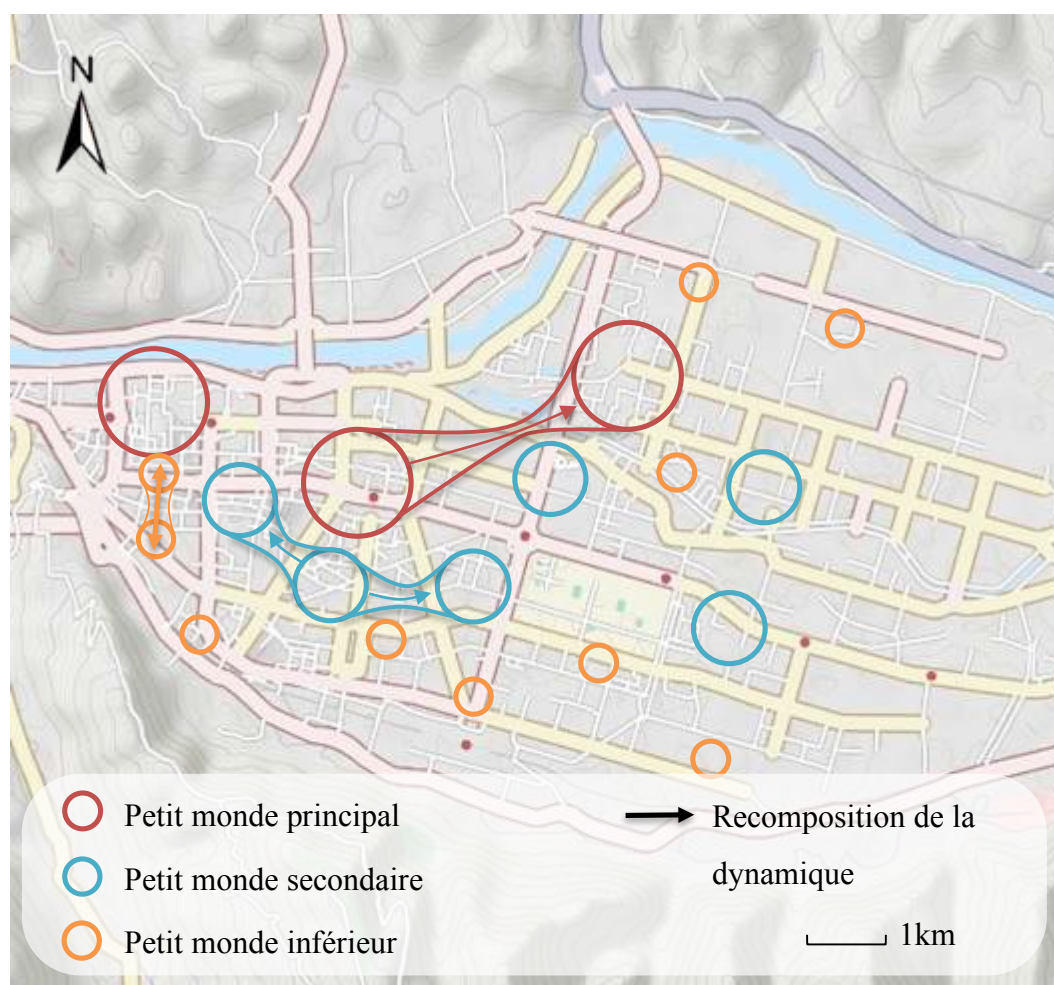 N
Petit monde principal
Petit monde secondaire
Petit monde inférieur
Recomposition de la
dynamique
1km